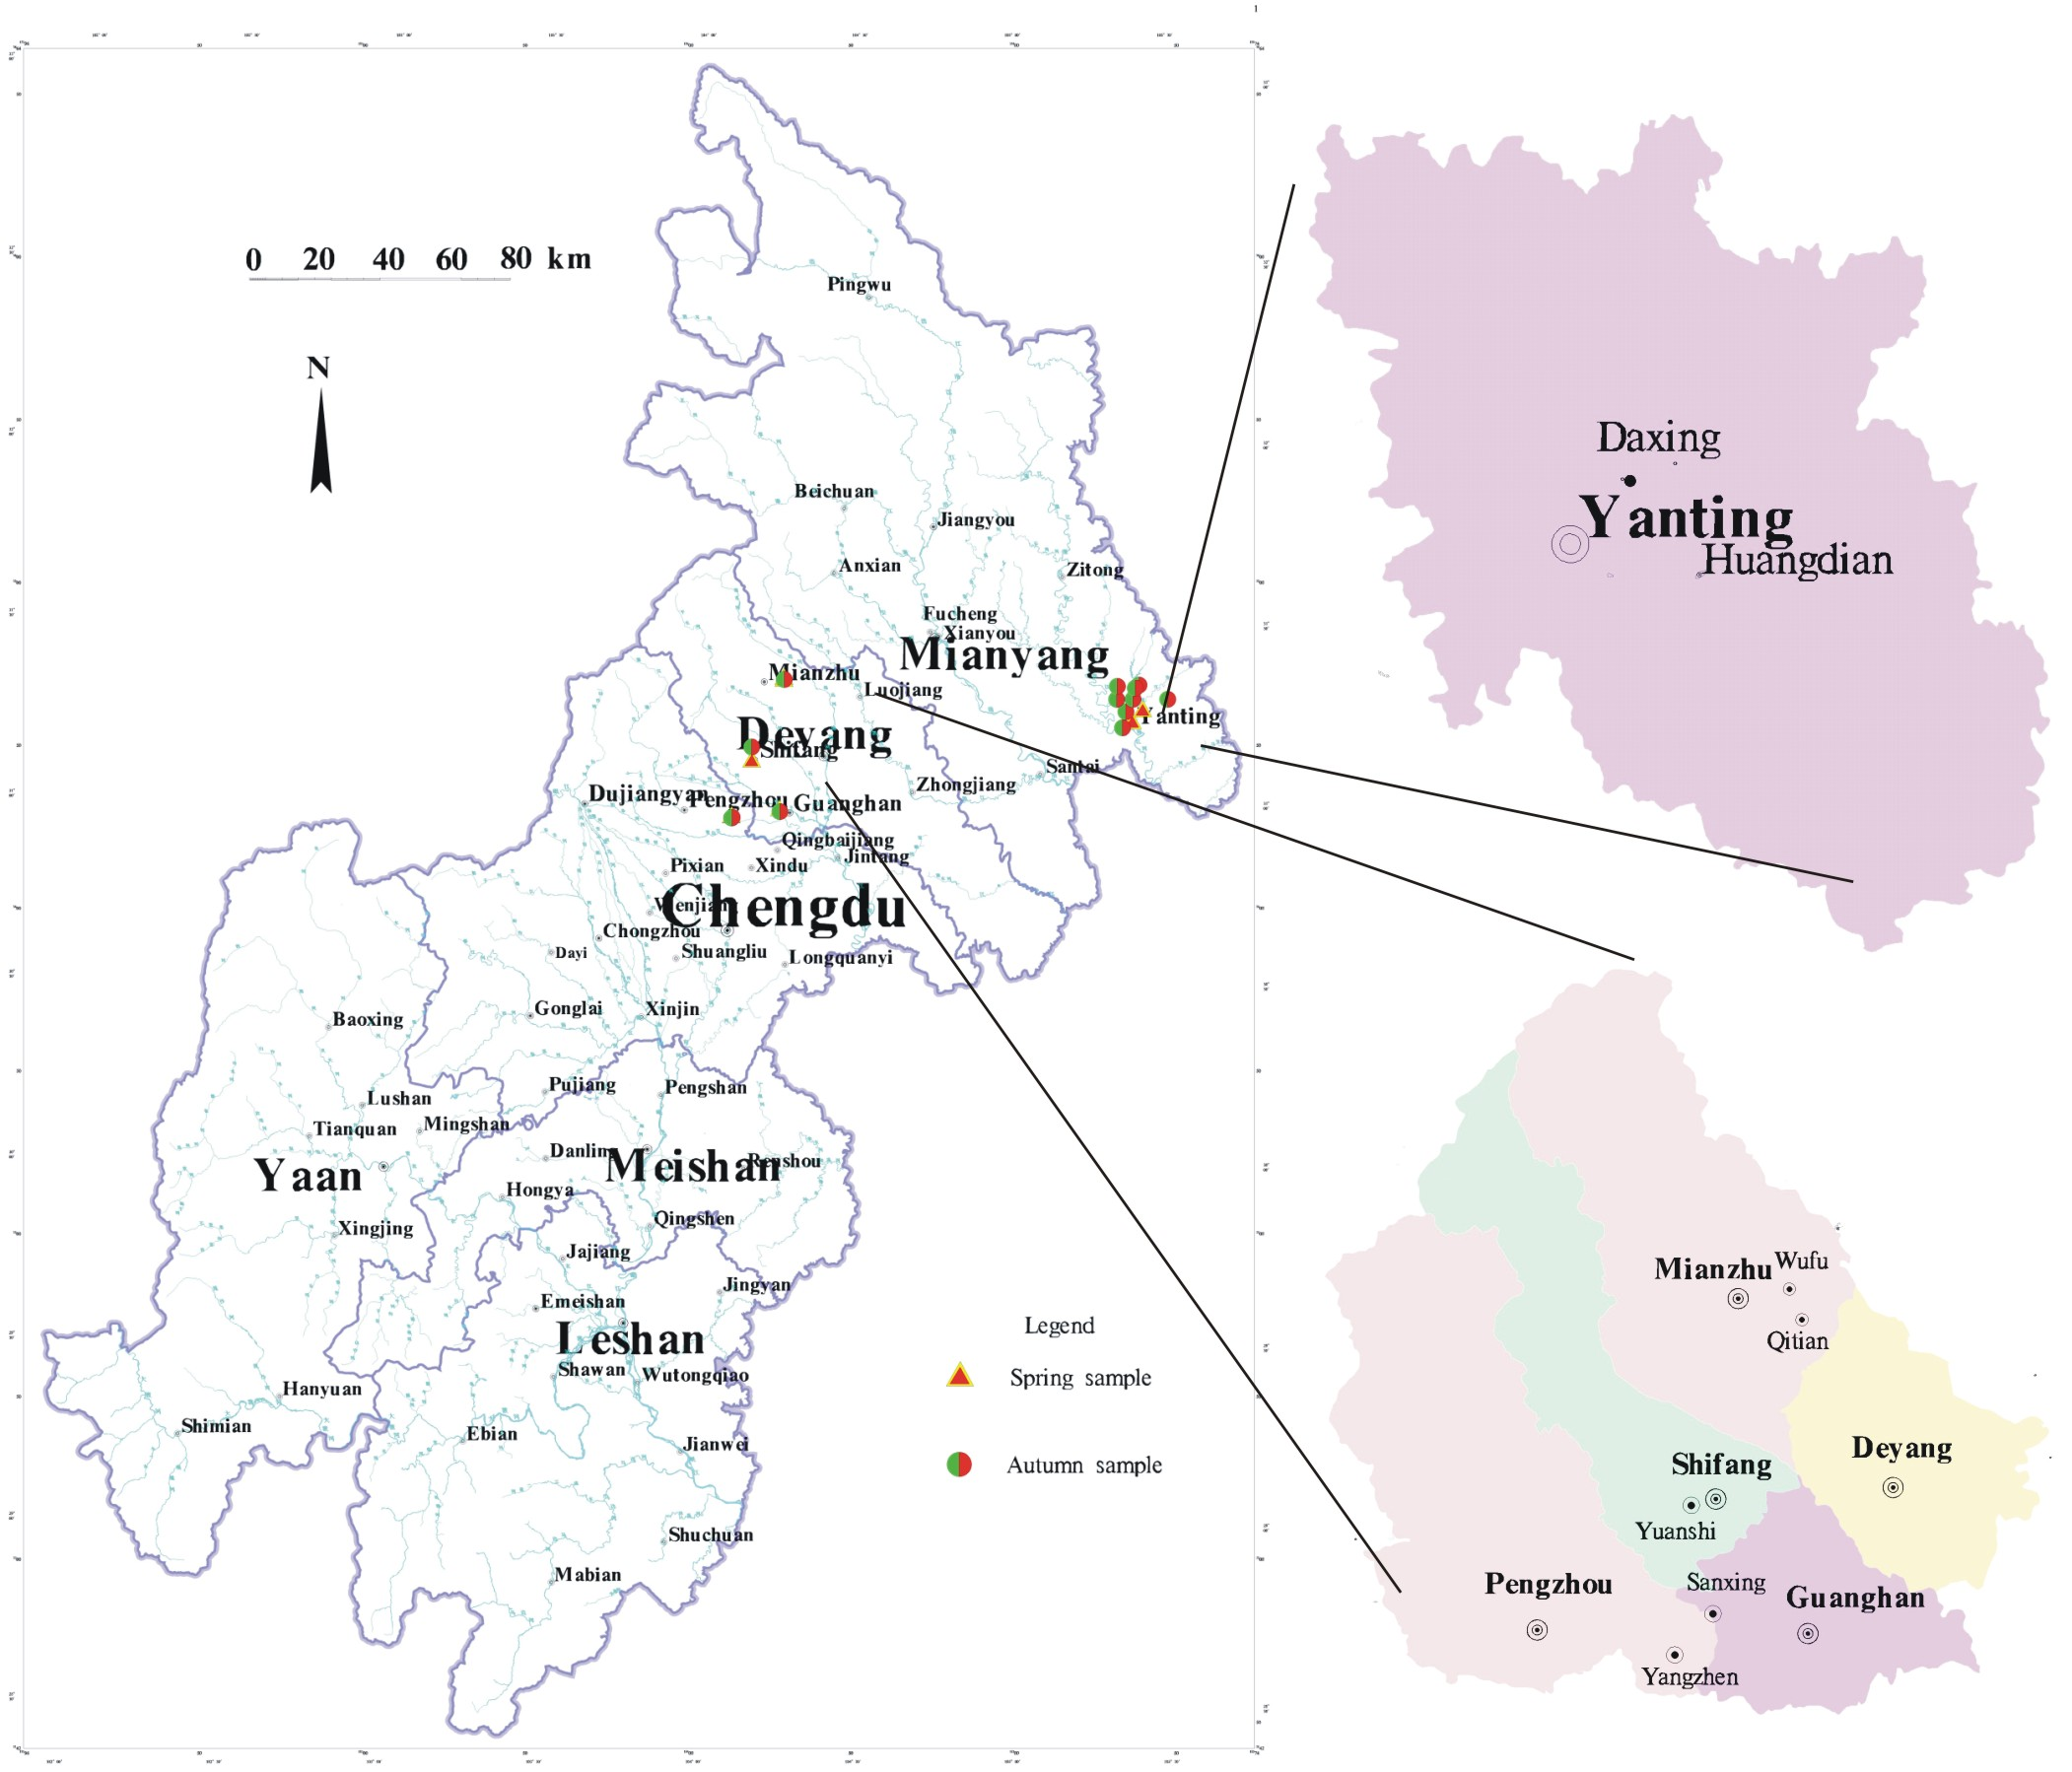 1
0 20 40 60 80 km
N
Pingwu
Beichuan
Jiangyou
Anxian
Zitong
Fucheng
Xianyou
Mianyang
Mianzhu
Luojiang
Yanting
Deyang
Shifang
Santai
Zhongjiang
Dujiangyan
Pengzhou
Guanghan
Qingbaijiang
Jintang
Pixian
Xindu
Wenjiang
Chengdu
Chongzhou
Dayi
Shuangliu
Longquanyi
Gonglai
Xinjin
Baoxing
Pujiang
Pengshan
Lushan
Tianquan
Mingshan
Danling
Meishan
Renshou
Yaan
Hongya
Qingshen
Xingjing
Jajiang
Jingyan
Emeishan
Leshan
Shawan
Wutongqiao
Hanyuan
Shimian
Ebian
Jianwei
Shuchuan
Mabian
Legend
Spring sample
Autumn sample
Daxing
Yanting
Huangdian
Mianzhu
Wufu
Qitian
Deyang
Shifang
Yuanshi
Pengzhou
Sanxing
Guanghan
Yangzhen